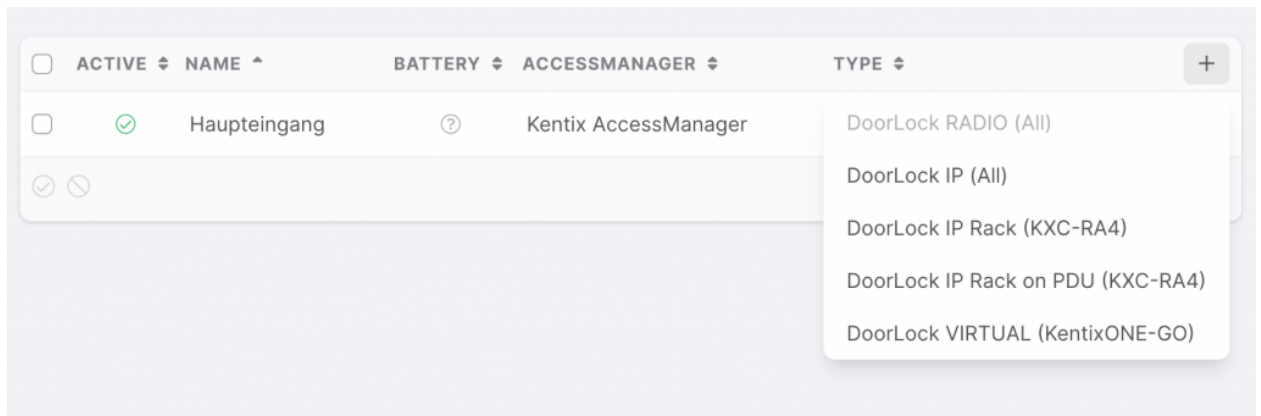 ACTIVE NAME BATTERY ACCESSMANAGER TYPE +
Haupteingang ? Kentix AccessManager
DoorLock RADIO (All)
DoorLock IP (All)
DoorLock IP Rack (KXC-RA4)
DoorLock IP Rack on PDU (KXC-RA4)
DoorLock VIRTUAL (KentixONE-GO)